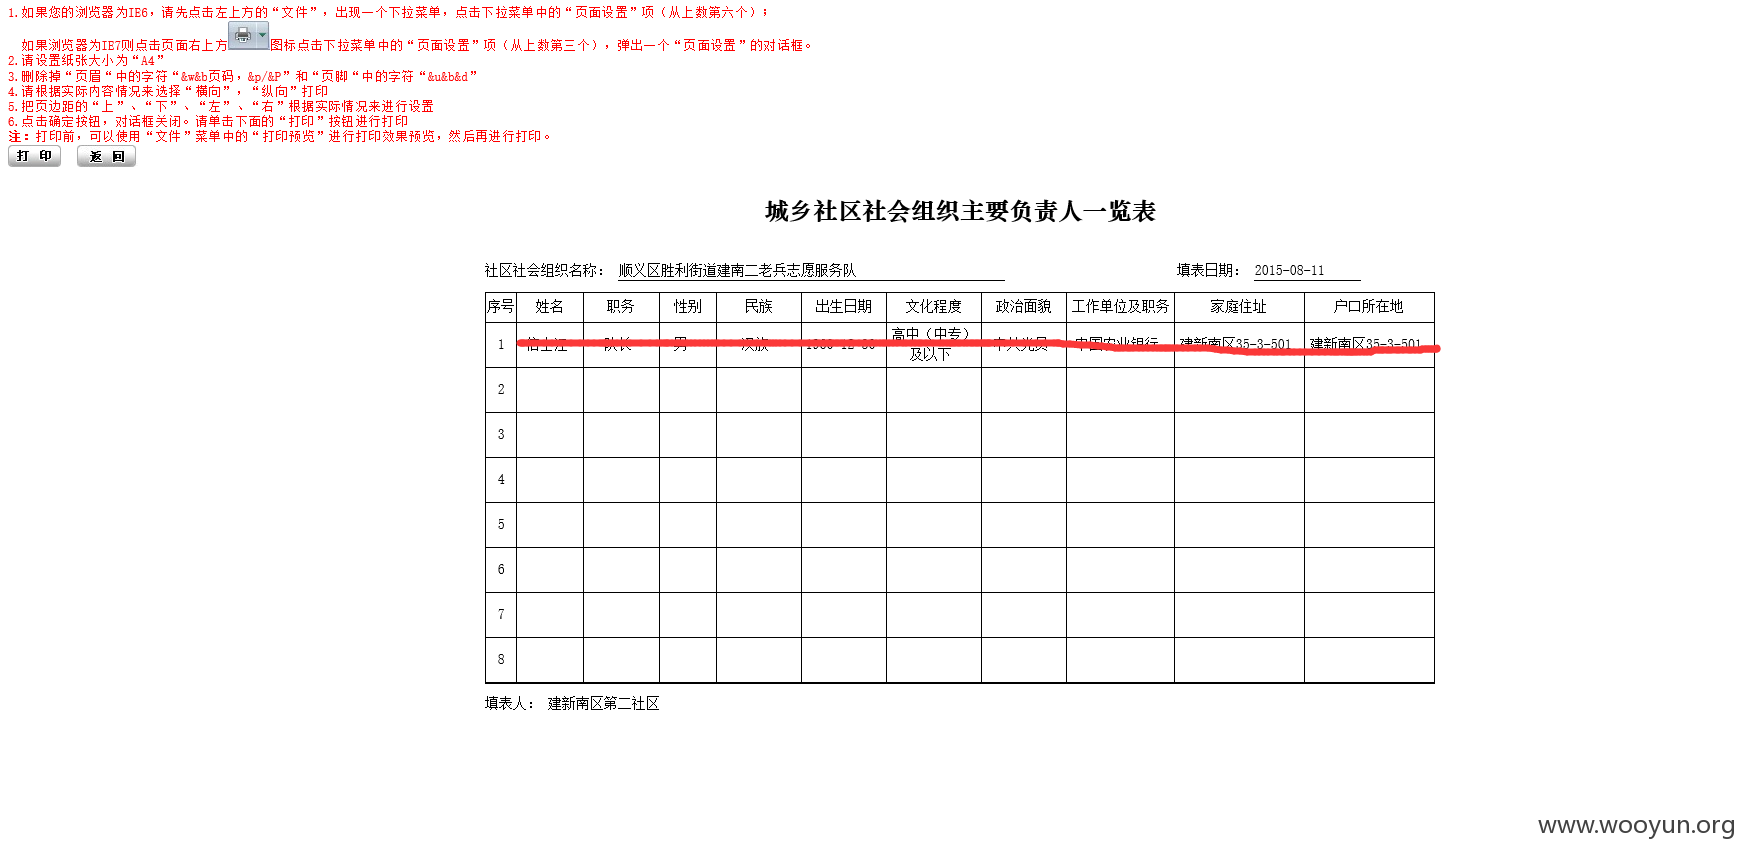 1.如果您的浏览器为IE6，请先点击左上方的“文件”，出现一个下拉菜单，点击下拉菜单中的“页面设置”项（从上数第六个）；
如果浏览器为IE7则点击页面右上方图标点击下拉菜单中的“页面设置”项（从上数第三个），弹出一个“页面设置”的对话框。
2.请设置纸张大小为“A4”
3.删除掉“页眉“中的字符“&w&b页码，&p/&P”和“页脚“中的字符“&u&b&d”
4.请根据实际内容情况来选择“横向”，“纵向”打印
5.把页边距的“上”、“下”、“左”、“右”根据实际情况来进行设置
6.点击确定按钮，对话框关闭。请单击下面的“打印”按钮进行打印
注：打印前，可以使用“文件”菜单中的“打印预览”进行打印效果预览，然后再进行打印。
打 印 返 回
城乡社区社会组织主要负责人一览表
社区社会组织名称： 顺义区胜利街道建南二老兵志愿服务队 填表日期： 2015-08-11
序号 姓名 职务 性别 民族 出生日期 文化程度 政治面貌 工作单位及职务 家庭住址 户口所在地
1 队长 男 汉族 高中（中专）及以下 中国农业银行 建新南区35-3-501 建新南区35-3-501
2
3
4
5
6
7
8
填表人： 建新南区第二社区
www.wooyun.org